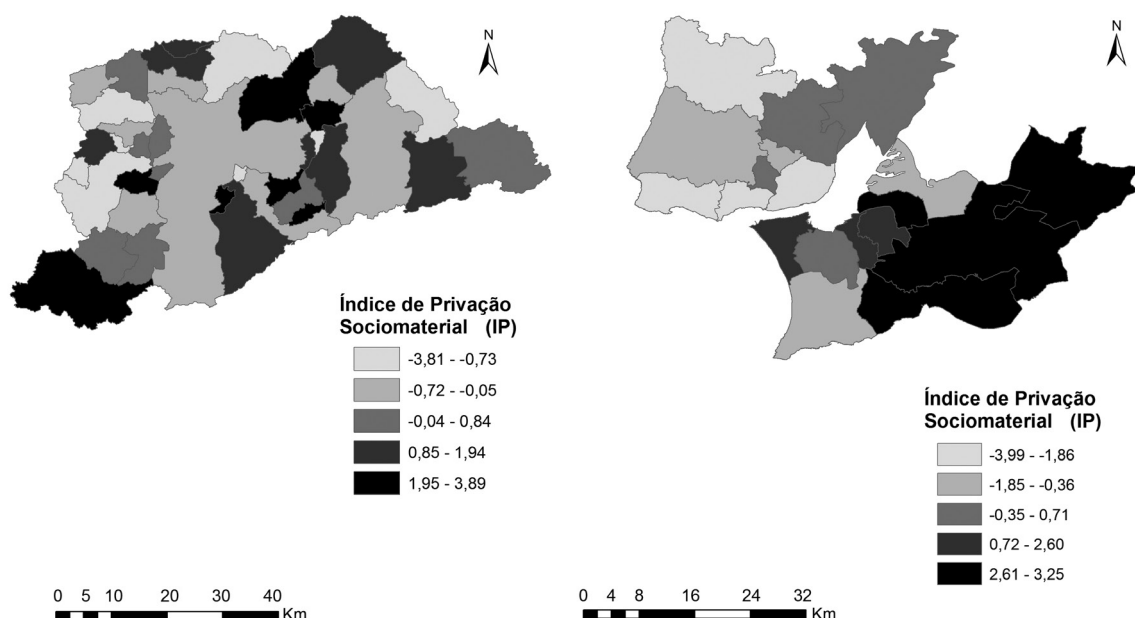 N
Índice de Privação
Sociomaterial (IP)
-3,81 - -0,73
-0,72 - -0,05
-0,04 - 0,84
0,85 - 1,94
1,95 - 3,89
0 5 10 20 30 40
Km
N
Índice de Privação
Sociomaterial (IP)
-3,99 - -1,86
-1,85 - -0,36
-0,35 - 0,71
0,72 - 2,60
2,61 - 3,25
0 4 8 16 24 32
Km